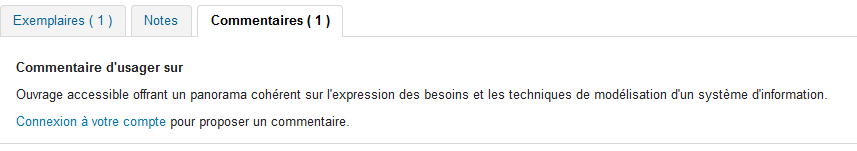 Exemplaires ( 1 ) Notes Commentaires ( 1 )
Commentaire d'usager sur
Ouvrage accessible offrant un panorama cohérent sur l'expression des besoins et les techniques de modélisation d'un système d'information.
Connexion à votre compte pour proposer un commentaire.